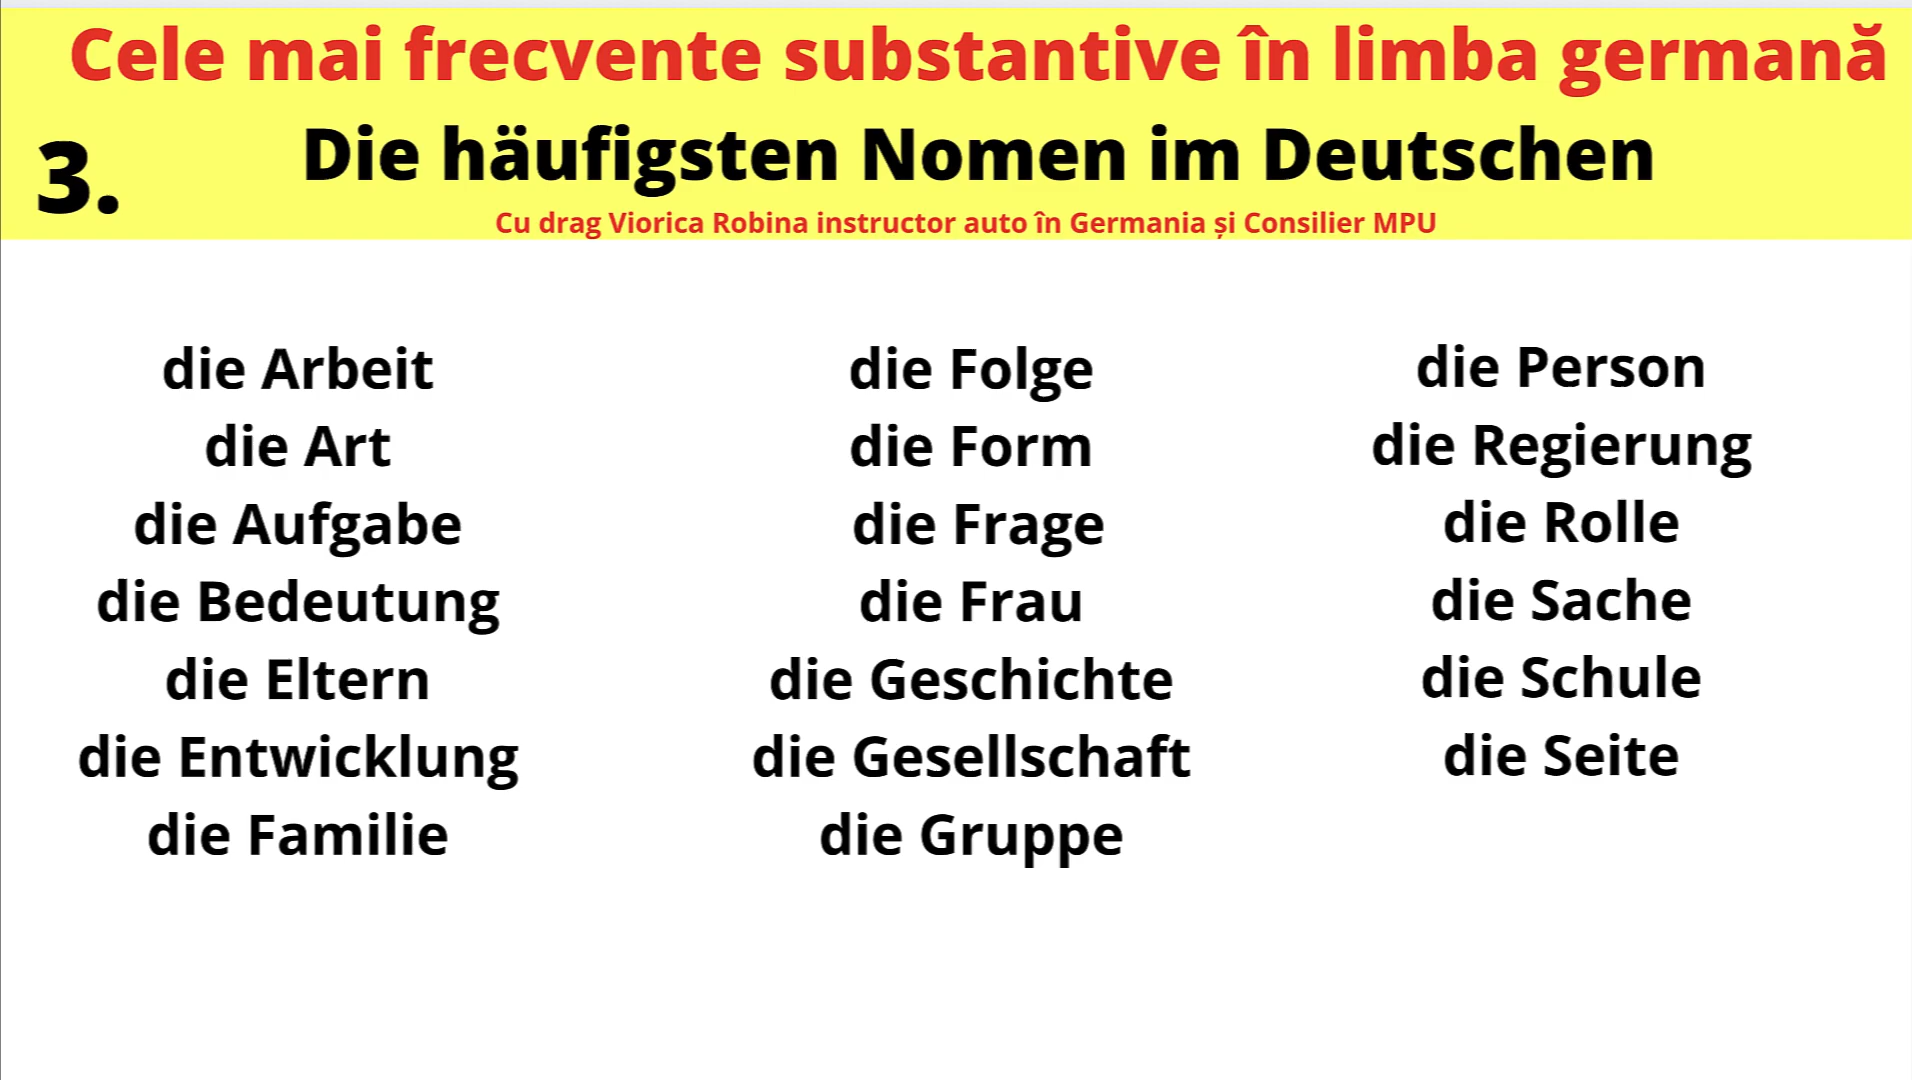 Cele mai frecvente substantive în limba germană
3.
Die häufigsten Nomen im Deutschen
Cu drag Viorica Robina instructor auto în Germania și Consilier MPU
die Arbeit
die Art
die Aufgabe
die Bedeutung
die Eltern
die Entwicklung
die Familie
die Folge
die Form
die Frage
die Frau
die Geschichte
die Gesellschaft
die Gruppe
die Person
die Regierung
die Rolle
die Sache
die Schule
die Seite